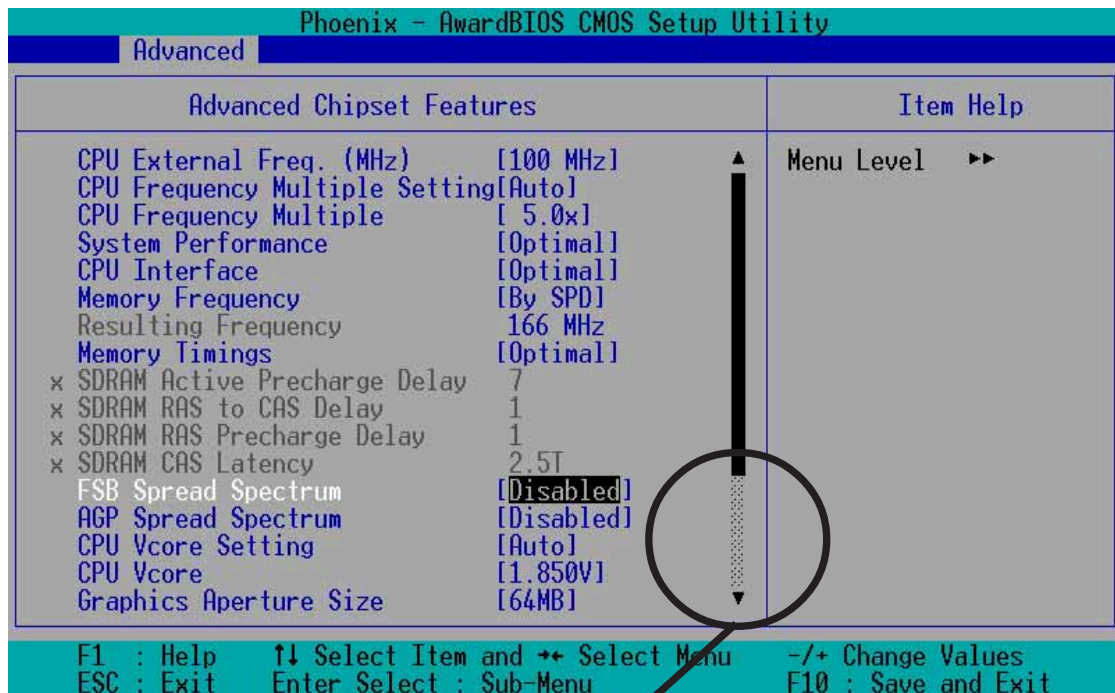 Phoenix - AwardBIOS CMOS Setup Utility
Advanced
Advanced Chipset Features
Item Help
CPU External Freq. (MHz) [100 MHz]
Menu Level ▸▸
CPU Frequency Multiple Setting[Auto]
CPU Frequency Multiple [ 5.0x]
System Performance [Optimal]
CPU Interface [Optimal]
Memory Frequency [By SPD]
Resulting Frequency 166 MHz
Memory Timings [Optimal]
x SDRAM Active Precharge Delay 7
x SDRAM RAS to CAS Delay 1
x SDRAM RAS Precharge Delay 1
x SDRAM CAS Latency 2.5T
FSB Spread Spectrum [Disabled]
AGP Spread Spectrum [Disabled]
CPU Vcore Setting [Auto]
CPU Vcore [1.850V]
Graphics Aperture Size [64MB]
F1 : Help ↑↓ Select Item and →← Select Menu -/+ Change Values
ESC : Exit Enter Select : Sub-Menu F10 : Save and Exit